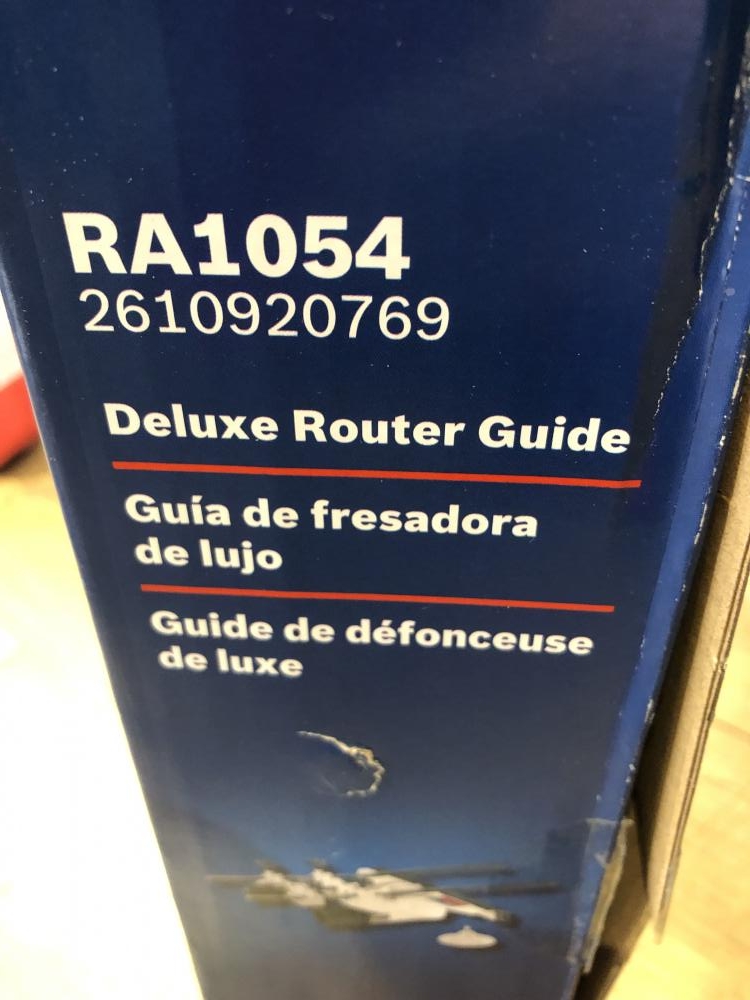 RA1054
2610920769
Deluxe Router Guide
Guía de fresadora
de lujo
Guide de défonceuse
de luxe